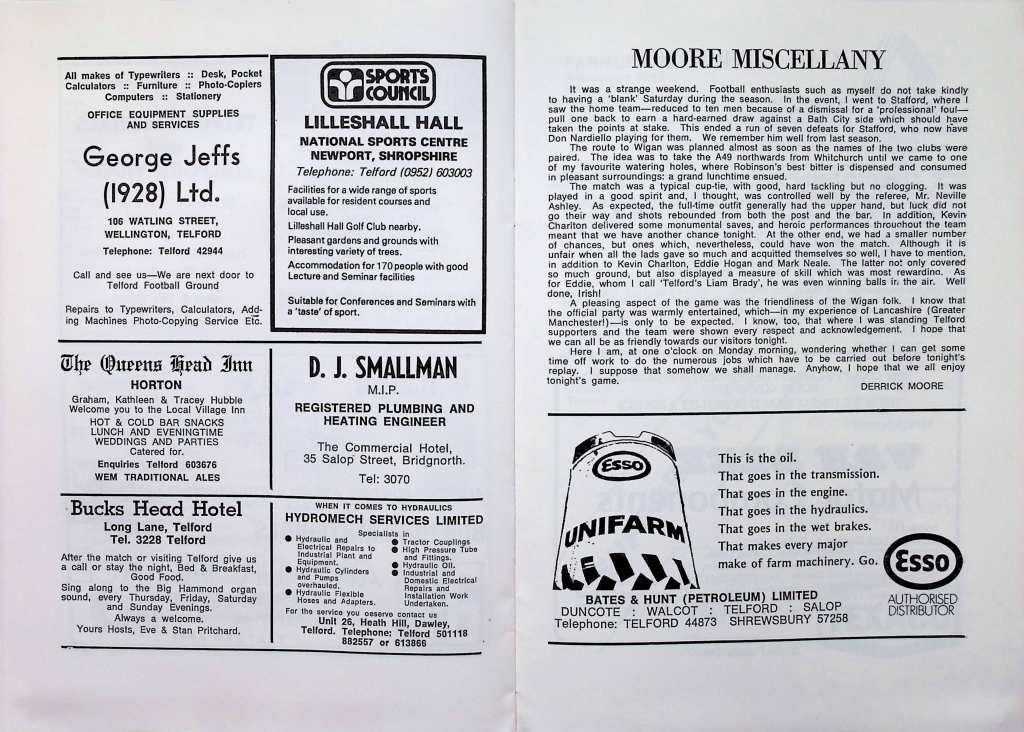 All makes of Typewriters :: Desk, Pocket
Calculators :: Furniture :: Photo-Copiers
Computers :: Stationery
OFFICE EQUIPMENT SUPPLIES
AND SERVICES
George Jeffs
(1928) Ltd.
106 WATLING STREET,
WELLINGTON, TELFORD
Telephone: Telford 42944
Call and see us—We are next door to
Telford Football Ground
Repairs to Typewriters, Calculators, Add-
ing Machines Photo-Copying Service Etc.
SPORTS
COUNCIL
LILLESHALL HALL
NATIONAL SPORTS CENTRE
NEWPORT, SHROPSHIRE
Telephone: Telford (0952) 603003
Facilities for a wide range of sports
available for resident courses and
local use.
Lilleshall Hall Golf Club nearby.
Pleasant gardens and grounds with
interesting variety of trees.
Accommodation for 170 people with good
Lecture and Seminar facilities
Suitable for Conferences and Seminars with
a 'taste' of sport.
The Queens Head Inn
HORTON
Graham, Kathleen & Tracey Hubble
Welcome you to the Local Village Inn
HOT & COLD BAR SNACKS
LUNCH AND EVENINGTIME
WEDDINGS AND PARTIES
Catered for.
Enquiries Telford 603676
WEM TRADITIONAL ALES
D. J. SMALLMAN
M.I.P.
REGISTERED PLUMBING AND
HEATING ENGINEER
The Commercial Hotel,
35 Salop Street, Bridgnorth.
Tel: 3070
Bucks Head Hotel
Long Lane, Telford
Tel. 3228 Telford
After the match or visiting Telford give us
a call or stay the night, Bed & Breakfast,
Good Food.
Sing along to the Big Hammond organ
sound, every Thursday, Friday, Saturday
and Sunday Evenings.
Always a welcome.
Yours Hosts, Eve & Stan Pritchard.
WHEN IT COMES TO HYDRAULICS
HYDROMECH SERVICES LIMITED
Specialists in
● Hydraulic and
Electrical Repairs to
Industrial Plant and
Equipment.
● Hydraulic Cylinders
and Pumps
overhauled.
● Hydraulic Flexible
Hoses and Adapters.
● Tractor Couplings
● High Pressure Tube
and Fittings.
● Hydraulic Oil.
● Industrial and
Domestic Electrical
Repairs and
Installation Work
Undertaken.
For the service you deserve contact us
Unit 26, Heath Hill, Dawley,
Telford. Telephone: Telford 501118
882557 or 613866
MOORE MISCELLANY
It was a strange weekend. Football enthusiasts such as myself do not take kindly
to having a 'blank' Saturday during the season. In the event, I went to Stafford, where I
saw the home team—reduced to ten men because of a dismissal for a 'professional' foul—
pull one back to earn a hard-earned draw against a Bath City side which should have
taken the points at stake. This ended a run of seven defeats for Stafford, who now have
Don Nardiello playing for them. We remember him well from last season.
The route to Wigan was planned almost as soon as the names of the two clubs were
paired. The idea was to take the A49 northwards from Whitchurch until we came to one
of my favourite watering holes, where Robinson's best bitter is dispensed and consumed
in pleasant surroundings: a grand lunchtime ensued.
The match was a typical cup-tie, with good, hard tackling but no clogging. It was
played in a good spirit and, I thought, was controlled well by the referee, Mr. Neville
Ashley. As expected, the full-time outfit generally had the upper hand, but luck did not
go their way and shots rebounded from both the post and the bar. In addition, Kevin
Charlton delivered some monumental saves, and heroic performances throughout the team
meant that we have another chance tonight. At the other end, we had a smaller number
of chances, but ones which, nevertheless, could have won the match. Although it is
unfair when all the lads gave so much and acquitted themselves so well, I have to mention,
in addition to Kevin Charlton, Eddie Hogan and Mark Neale. The latter not only covered
so much ground, but also displayed a measure of skill which was most rewarding. As
for Eddie, whom I call 'Telford's Liam Brady', he was even winning balls in the air. Well
done, Irish!
A pleasing aspect of the game was the friendliness of the Wigan folk. I know that
the official party was warmly entertained, which—in my experience of Lancashire (Greater
Manchester!)—is only to be expected. I know, too, that where I was standing Telford
supporters and the team were shown every respect and acknowledgement. I hope that
we can all be as friendly towards our visitors tonight.
Here I am, at one o'clock on Monday morning, wondering whether I can get some
time off work to do the numerous jobs which have to be carried out before tonight's
replay. I suppose that somehow we shall manage. Anyhow, I hope that we all enjoy
tonight's game.
DERRICK MOORE
Esso
UNIFARM
This is the oil.
That goes in the transmission.
That goes in the engine.
That goes in the hydraulics.
That goes in the wet brakes.
That makes every major
make of farm machinery. Go.
Esso
AUTHORISED
DISTRIBUTOR
BATES & HUNT (PETROLEUM) LIMITED
DUNCOTE : WALCOT : TELFORD : SALOP
Telephone: TELFORD 44873 SHREWSBURY 57258